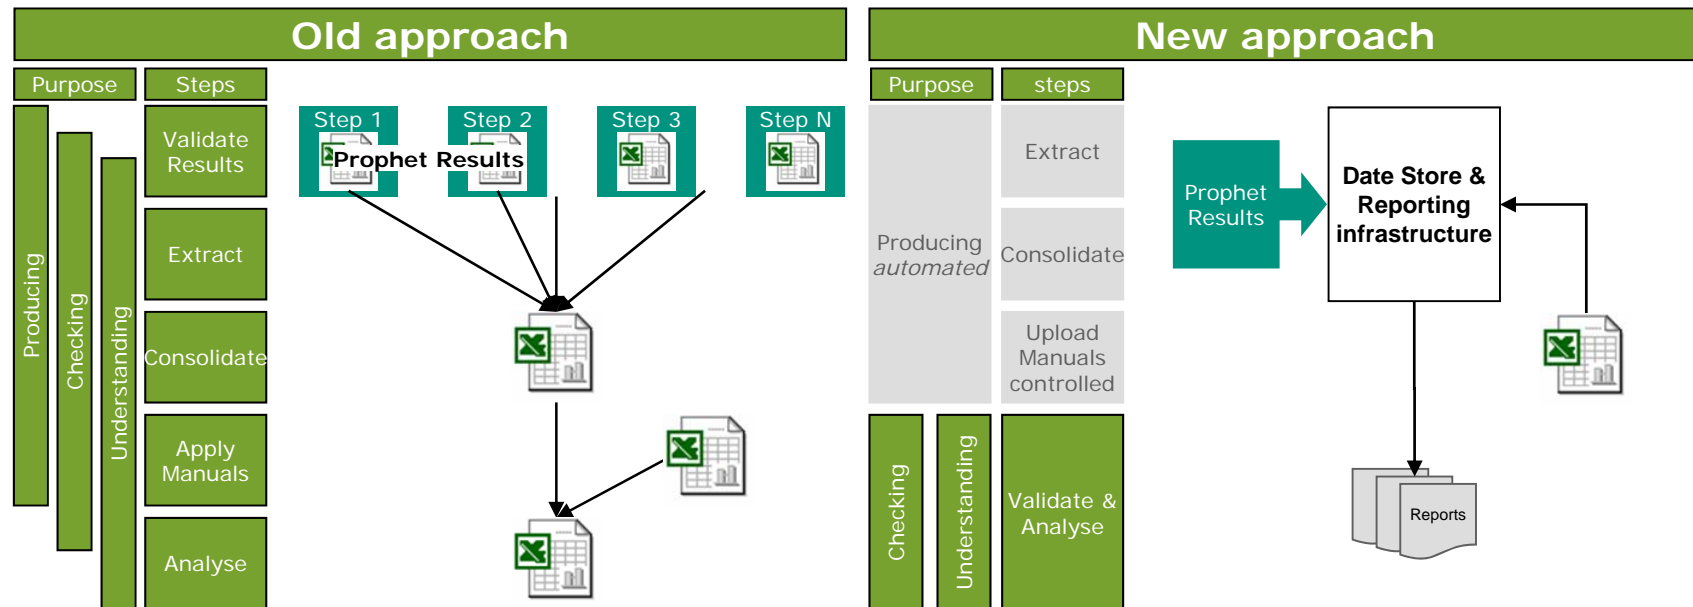 Old approach
Purpose
Steps
Producing
Checking
Understanding
Validate
Results
Extract
Consolidate
Apply
Manuals
Analyse
Step 1
Step 2
Step 3
Step N
Prophet Results
New approach
Purpose
steps
Producing
automated
Extract
Consolidate
Upload
Manuals
controlled
Checking
Understanding
Validate &
Analyse
Prophet
Results
Date Store &
Reporting
infrastructure
Reports